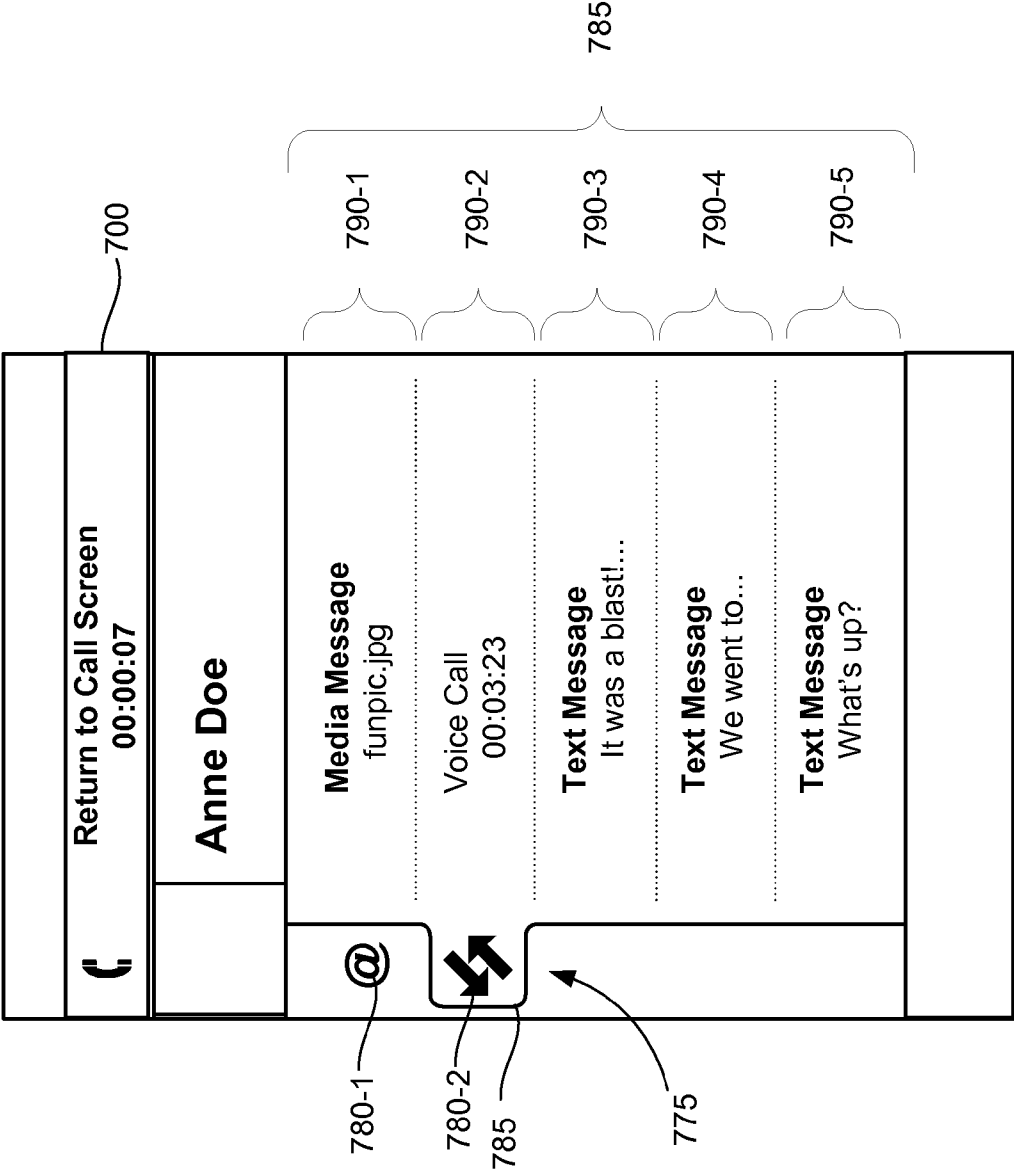 Return to Call Screen
00:00:07
700
Anne Doe
@
780-1
780-2
785
775
Media Message
funpic.jpg
790-1
Voice Call
00:03:23
790-2
Text Message
It was a blast!...
790-3
Text Message
We went to...
790-4
Text Message
What's up?
790-5
785